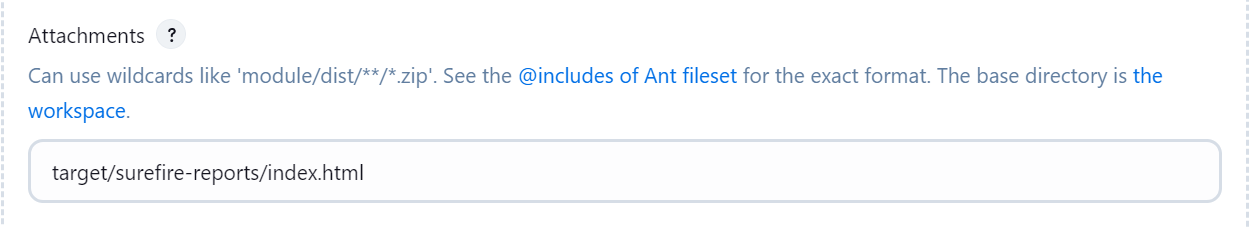 Attachments ?
Can use wildcards like 'module/dist/**/*.zip'. See the @includes of Ant fileset for the exact format. The base directory is the
workspace.
target/surefire-reports/index.html